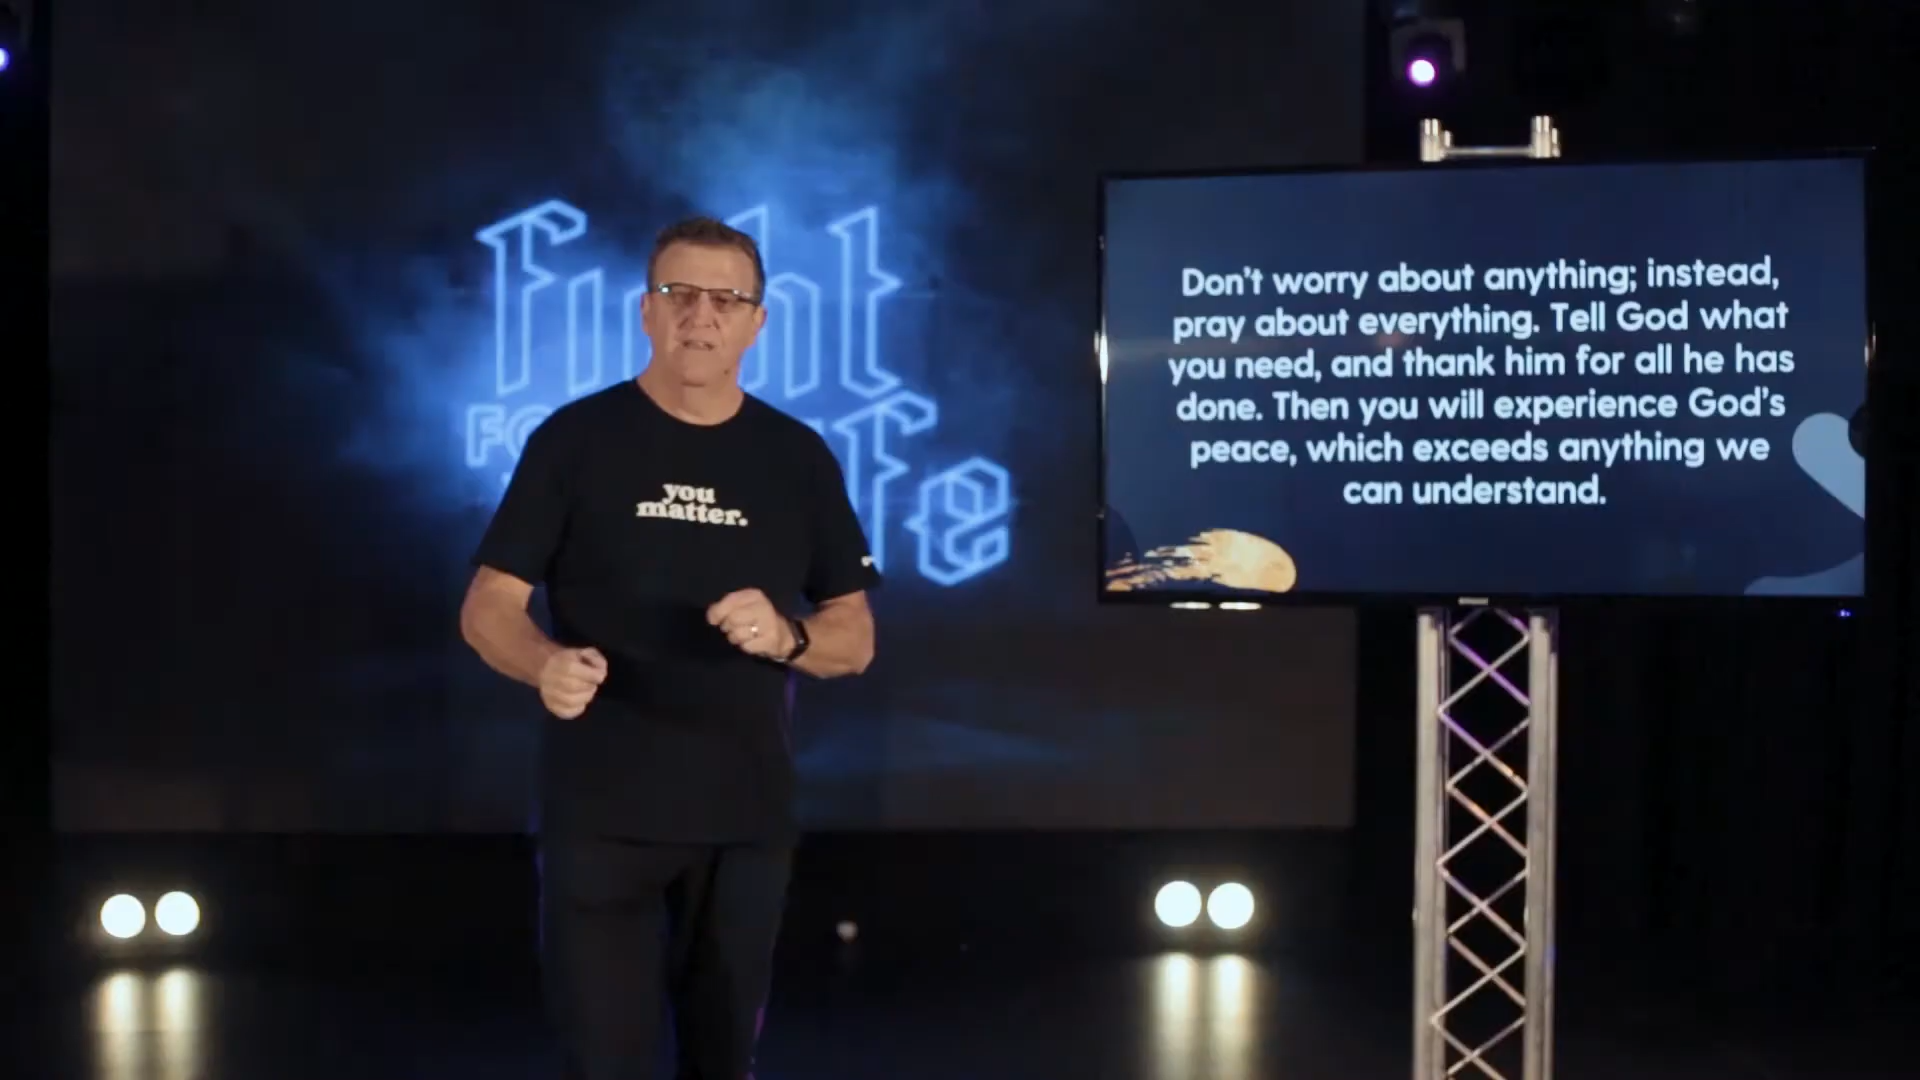 fight
you
matter.
Don't worry about anything; instead,
pray about everything. Tell God what
you need, and thank him for all he has
done. Then you will experience God's
peace, which exceeds anything we
can understand.